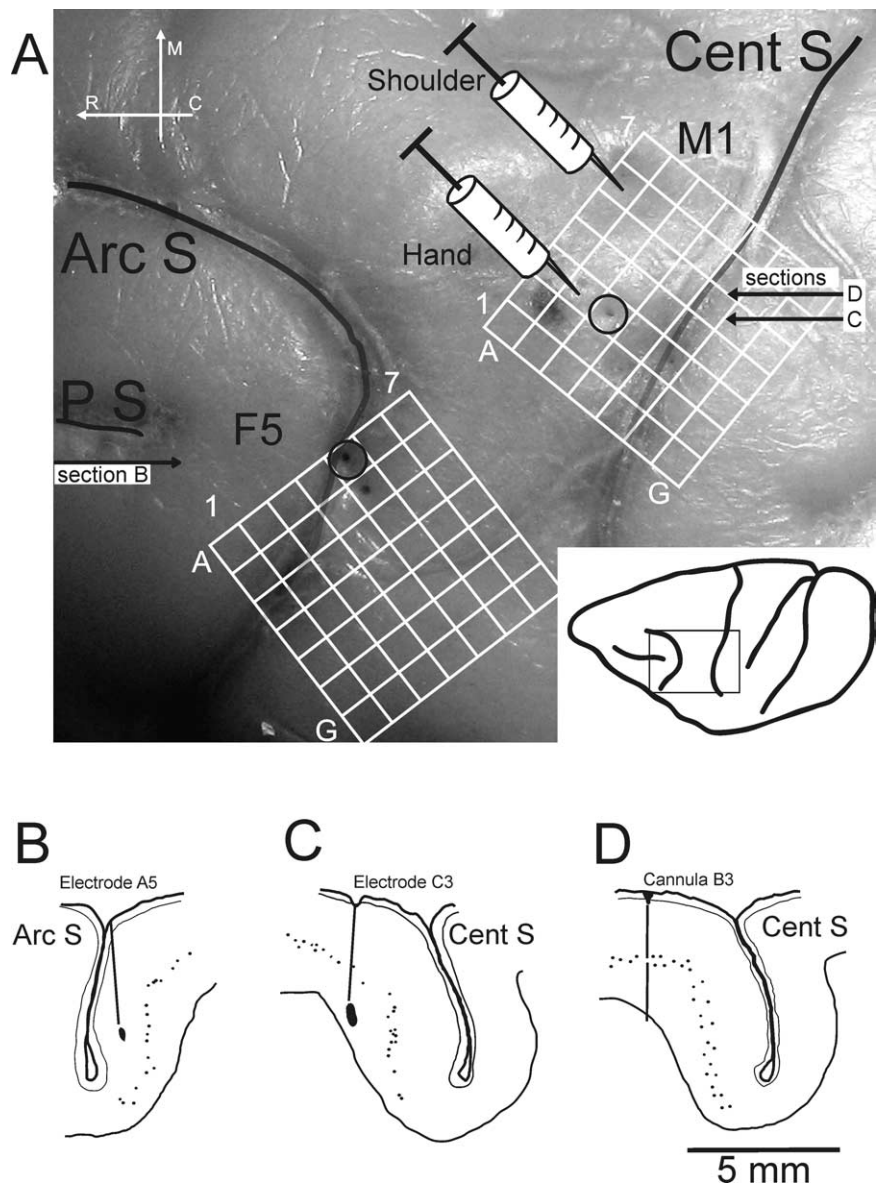 A
M
R C
Cent S
Shoulder
M1
7
Hand
Arc S
sections
D
C
1
A
P S
7
F5
section B
1
A
G
G
B
C
D
Electrode A5
Electrode C3
Cannula B3
Arc S
Cent S
Cent S
5 mm